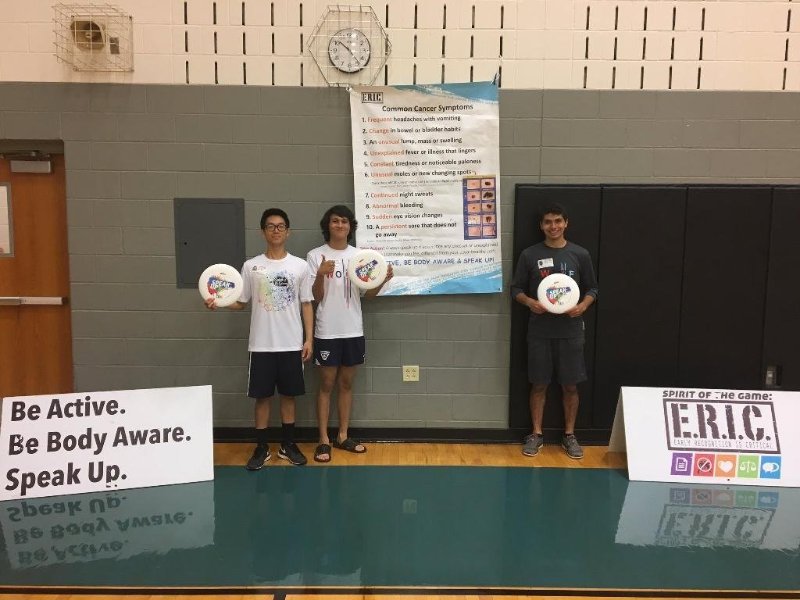 E.R.I.C.
Common Cancer Symptoms
1. Frequent headaches with vomiting
2. Change in bowel or bladder habits
3. An unusual lump, mass or swelling
4. Unexplained fever or illness that lingers
5. Constant tiredness or noticeable paleness
6. Unusual moles or new changing spots
7. Continued night sweats
8. Abnormal bleeding
9. Sudden eye vision changes
10. A persistent sore that does not
go away
BE BODY AWARE & SPEAK UP!
SPEAK
SPEAK
SPEAK
Be Active.
Be Body Aware.
Speak Up.
SPIRIT OF THE GAME:
E.R.I.C.
EARLY RECOGNITION IS CRITICAL